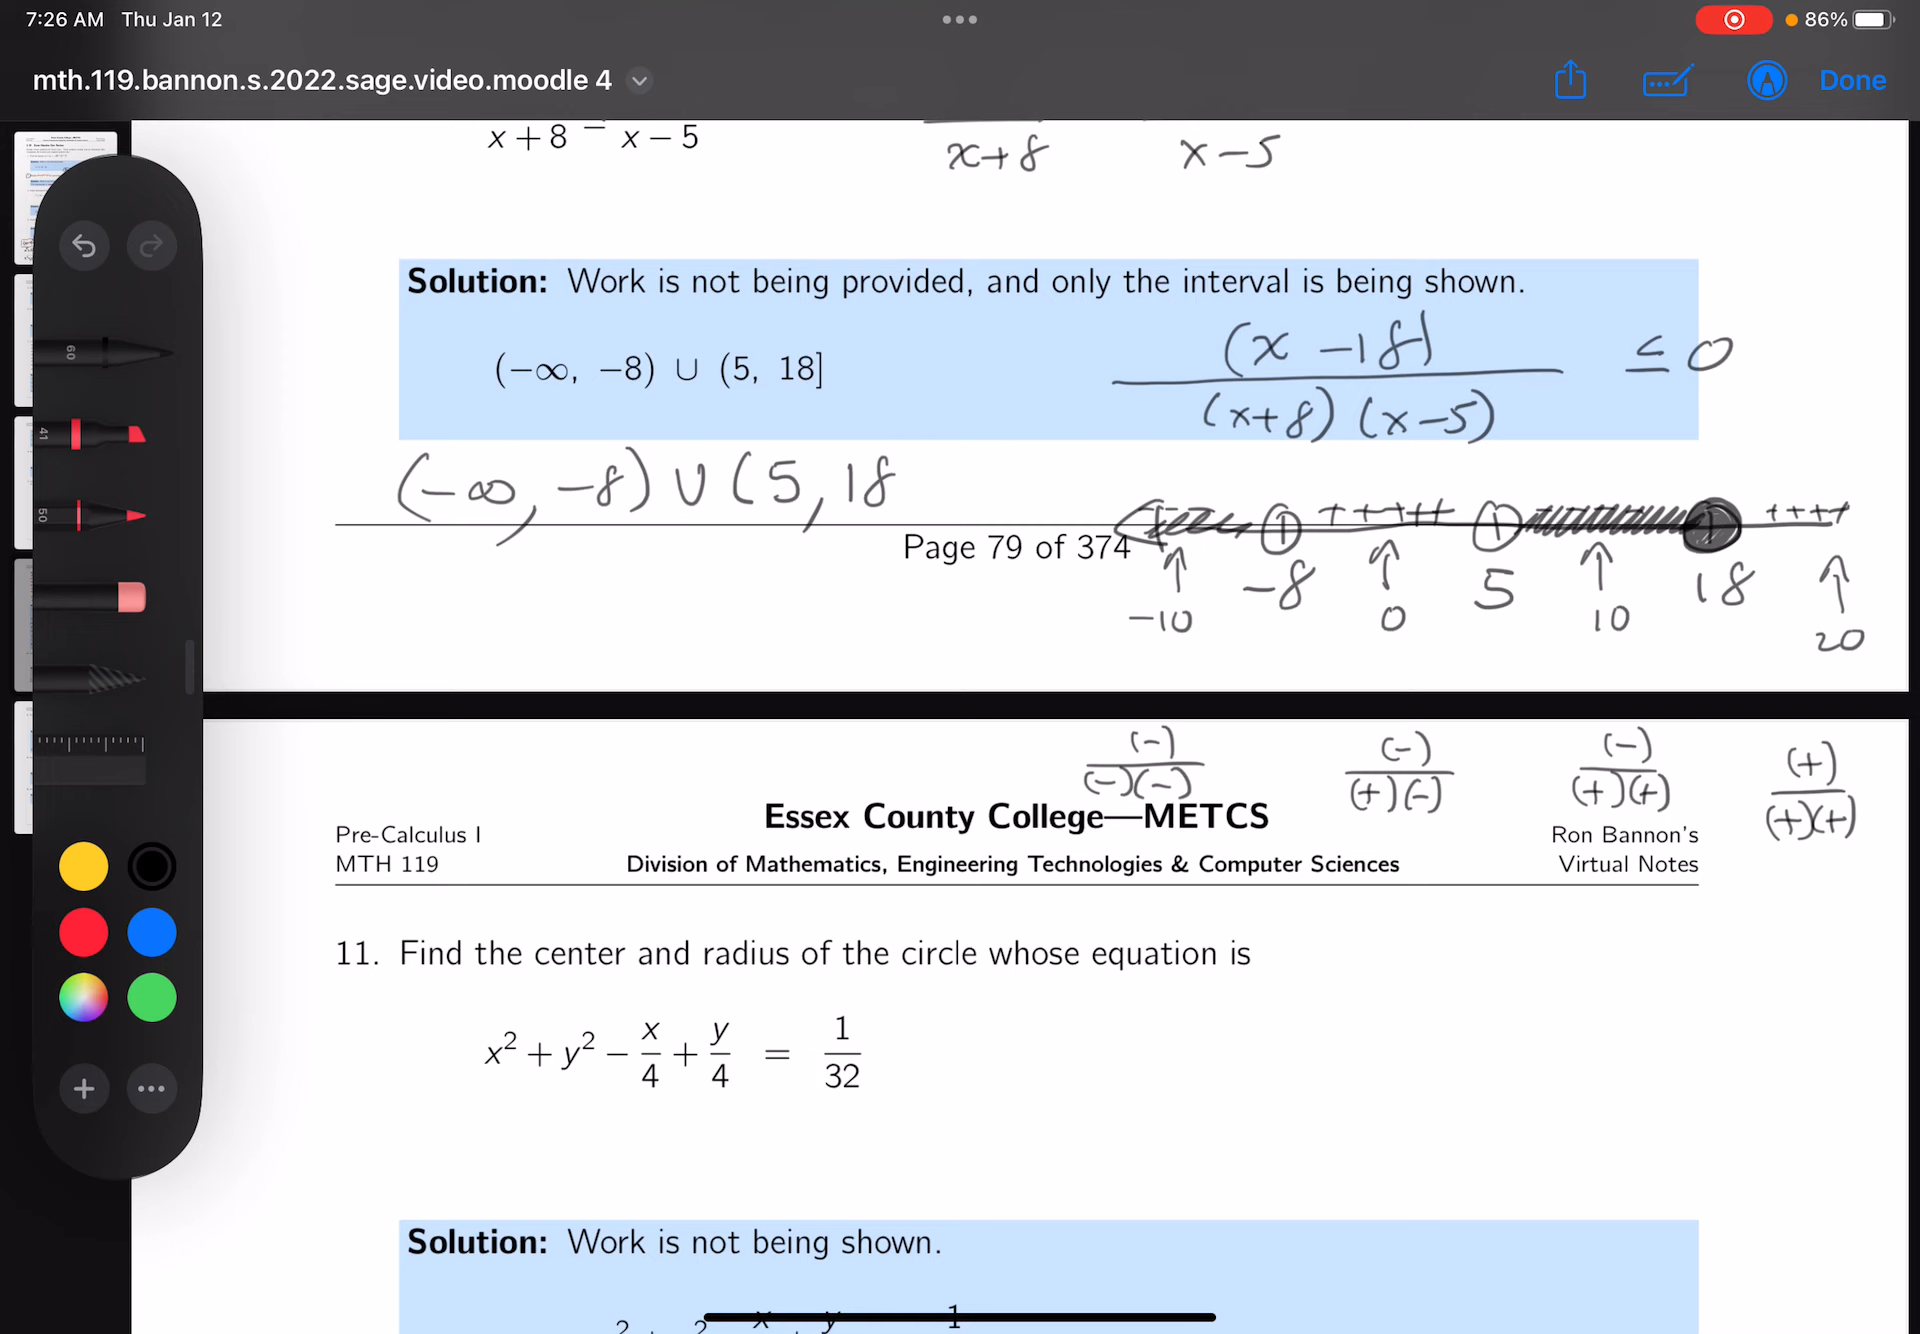 7:26 AM Thu Jan 12
86%
mth.119.bannon.s.2022.sage.video.moodle 4
Done
x + 8 x − 5
x+8 x−5
Solution: Work is not being provided, and only the interval is being shown.
(−∞, −8) ∪ (5, 18]
(x −18)
≤ 0
(x+8) (x−5)
(−∞, −8) ∪ (5, 18
++++ ++++
Page 79 of 374
−8 5 18
−10 0 10 20
(−) (−) (−) (+)
(−)(−) (+)(−) (+)(+) (+)(+)
60
41
50
Essex County College—METCS
Pre-Calculus I
Ron Bannon's
MTH 119
Division of Mathematics, Engineering Technologies & Computer Sciences
Virtual Notes
11. Find the center and radius of the circle whose equation is
x² + y² − x/4 + y/4 = 1/32
Solution: Work is not being shown.